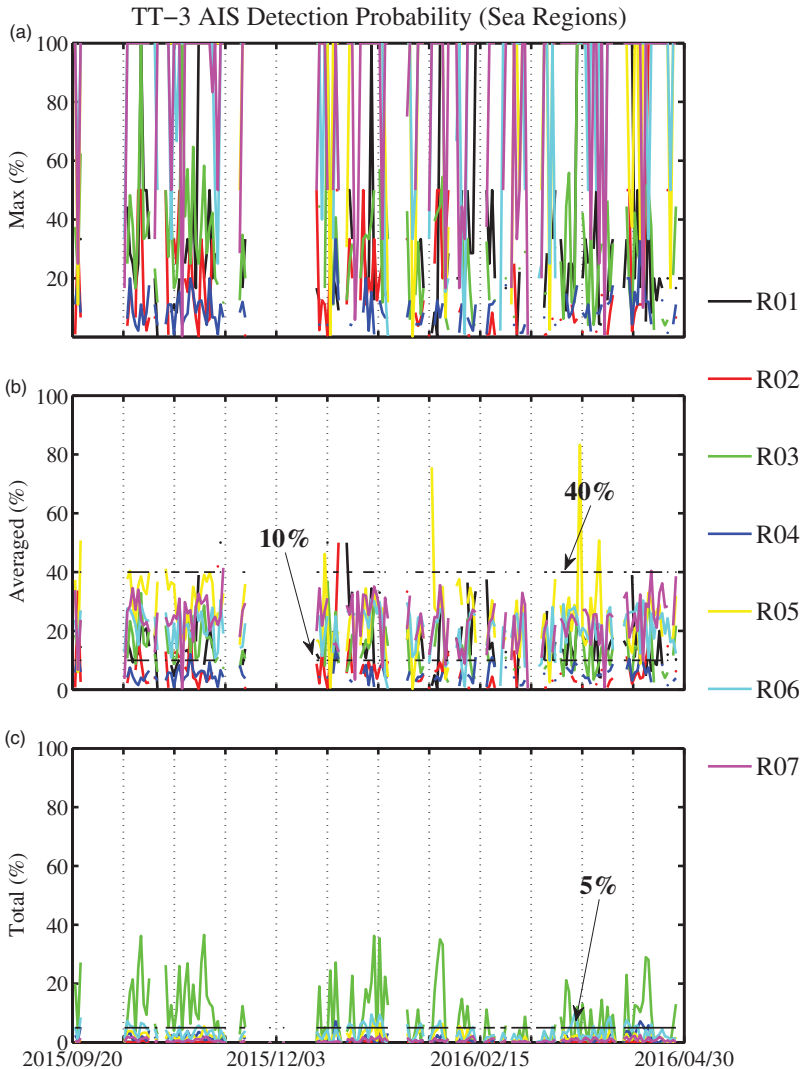 TT−3 AIS Detection Probability (Sea Regions)
(a)
100
80
60
40
20
Max (%)
(b)
100
80
60
40
20
0
Averaged (%)
10%
40%
(c)
100
80
60
40
20
0
Total (%)
5%
2015/09/20
2015/12/03
2016/02/15
2016/04/30
R01
R02
R03
R04
R05
R06
R07